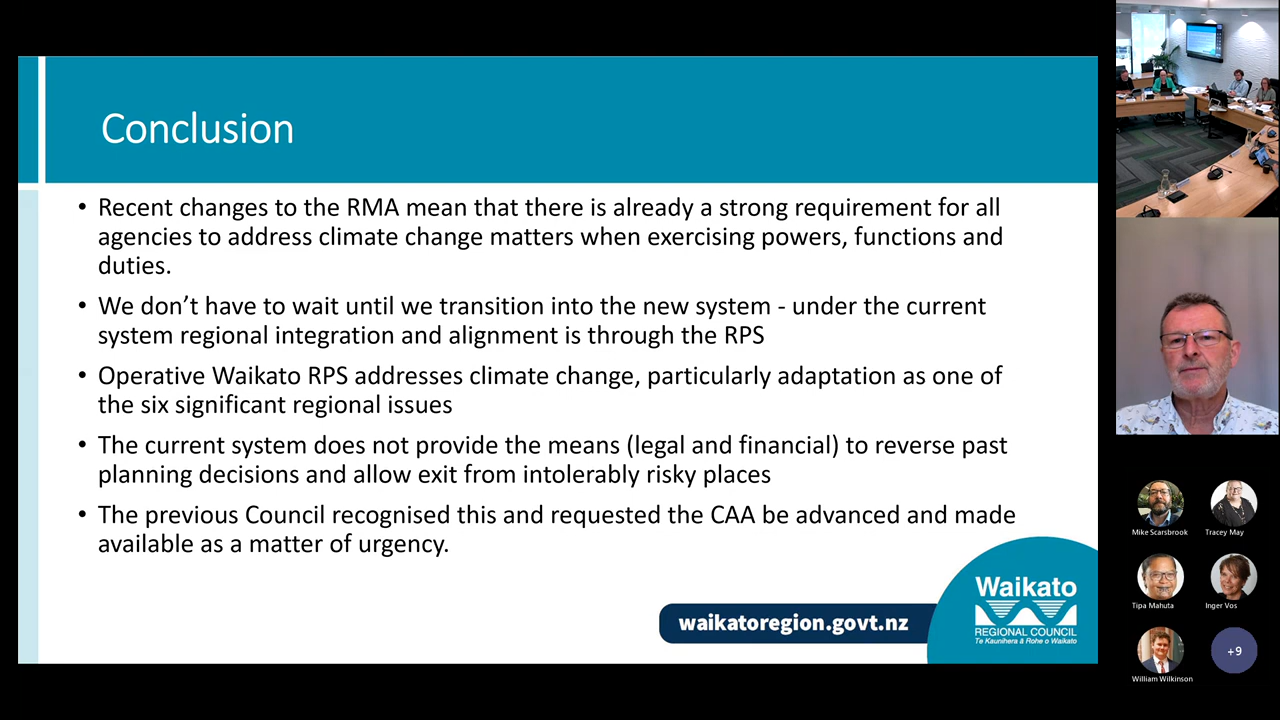 Conclusion
• Recent changes to the RMA mean that there is already a strong requirement for all
agencies to address climate change matters when exercising powers, functions and
duties.
• We don’t have to wait until we transition into the new system - under the current
system regional integration and alignment is through the RPS
• Operative Waikato RPS addresses climate change, particularly adaptation as one of
the six significant regional issues
• The current system does not provide the means (legal and financial) to reverse past
planning decisions and allow exit from intolerably risky places
• The previous Council recognised this and requested the CAA be advanced and made
available as a matter of urgency.
waikatoregion.govt.nz
Waikato
REGIONAL COUNCIL
Te Kaunihera ā Rohe o Waikato
Mike Scarsbrook
Tracey May
Tipa Mahuta
Inger Vos
William Wilkinson
+9